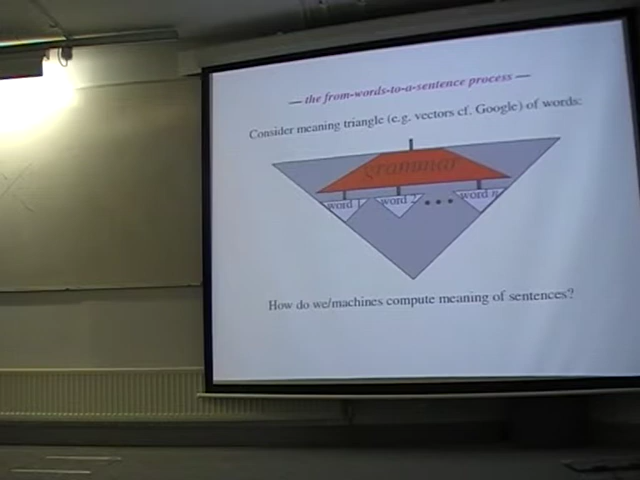 — the from-words-to-a-sentence process —
Consider meaning triangle (e.g. vectors cf. Google) of words:
grammar
word 1 word 2 • • • word n
How do we/machines compute meaning of sentences?